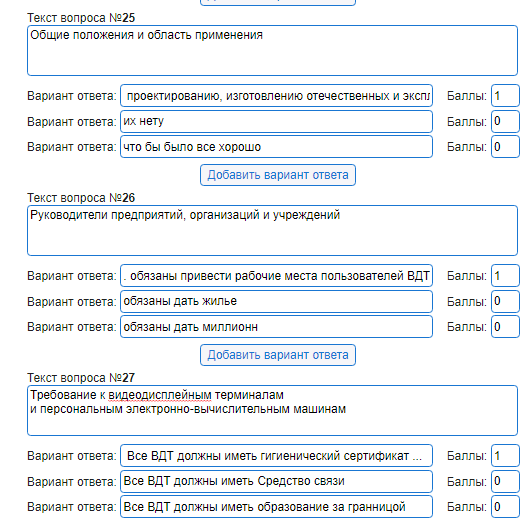 Текст вопроса №25
Общие положения и область применения
Вариант ответа: проектированию, изготовлению отечественных и Баллы: 1
Вариант ответа: их нету Баллы: 0
Вариант ответа: что бы было все хорошо Баллы: 0
Добавить вариант ответа
Текст вопроса №26
Руководители предприятий, организаций и учреждений
Вариант ответа: . обязаны привести рабочие места пользователей ВДТ Баллы: 1
Вариант ответа: обязаны дать жилье Баллы: 0
Вариант ответа: обязаны дать миллионн Баллы: 0
Добавить вариант ответа
Текст вопроса №27
Требование к видеодисплейным терминалам
и персональным электронно-вычислительным машинам
Вариант ответа: Все ВДТ должны иметь гигиенический сертификат ... Баллы: 1
Вариант ответа: Все ВДТ должны иметь Средство связи Баллы: 0
Вариант ответа: Все ВДТ должны иметь образование за гранницой Баллы: 0